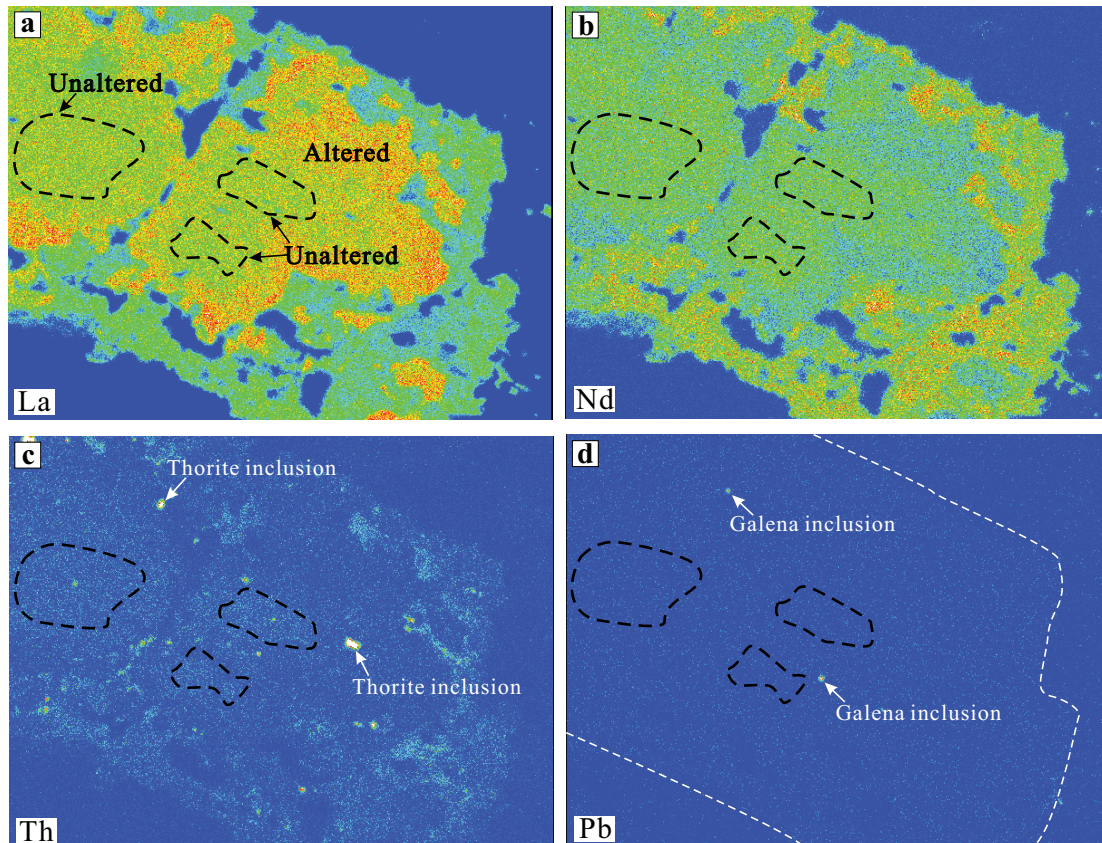 a
Unaltered
Altered
Unaltered
La
b
Nd
c
Thorite inclusion
Thorite inclusion
Th
d
Galena inclusion
Galena inclusion
Pb